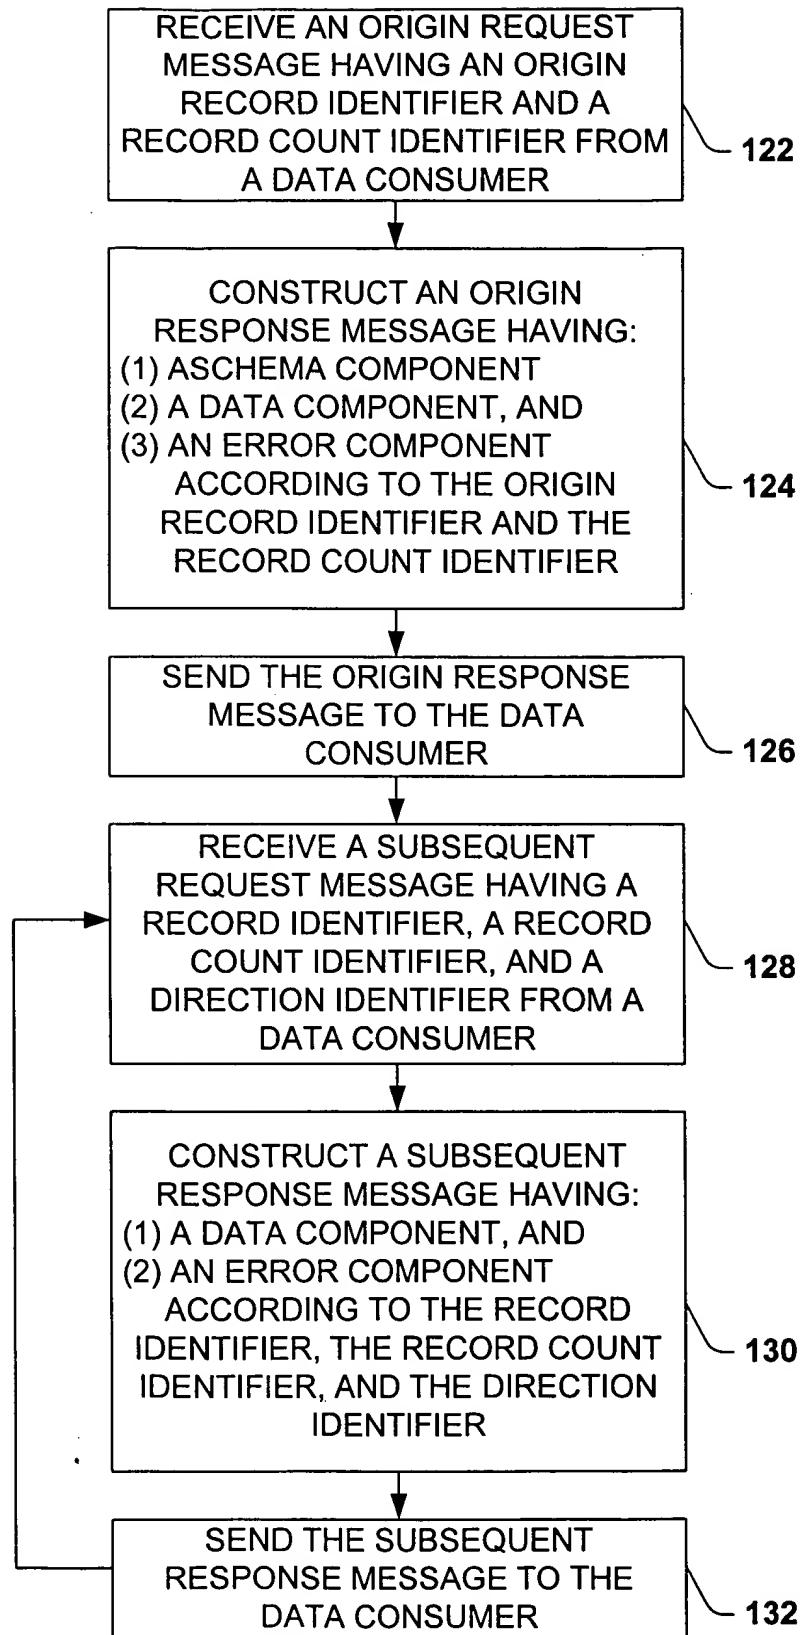 RECEIVE AN ORIGIN REQUEST
MESSAGE HAVING AN ORIGIN
RECORD IDENTIFIER AND A
RECORD COUNT IDENTIFIER FROM
A DATA CONSUMER
122
CONSTRUCT AN ORIGIN
RESPONSE MESSAGE HAVING:
(1) ASCHEMA COMPONENT
(2) A DATA COMPONENT, AND
(3) AN ERROR COMPONENT
ACCORDING TO THE ORIGIN
RECORD IDENTIFIER AND THE
RECORD COUNT IDENTIFIER
124
SEND THE ORIGIN RESPONSE
MESSAGE TO THE DATA
CONSUMER
126
RECEIVE A SUBSEQUENT
REQUEST MESSAGE HAVING A
RECORD IDENTIFIER, A RECORD
COUNT IDENTIFIER, AND A
DIRECTION IDENTIFIER FROM A
DATA CONSUMER
128
CONSTRUCT A SUBSEQUENT
RESPONSE MESSAGE HAVING:
(1) A DATA COMPONENT, AND
(2) AN ERROR COMPONENT
ACCORDING TO THE RECORD
IDENTIFIER, THE RECORD COUNT
IDENTIFIER, AND THE DIRECTION
IDENTIFIER
130
SEND THE SUBSEQUENT
RESPONSE MESSAGE TO THE
DATA CONSUMER
132